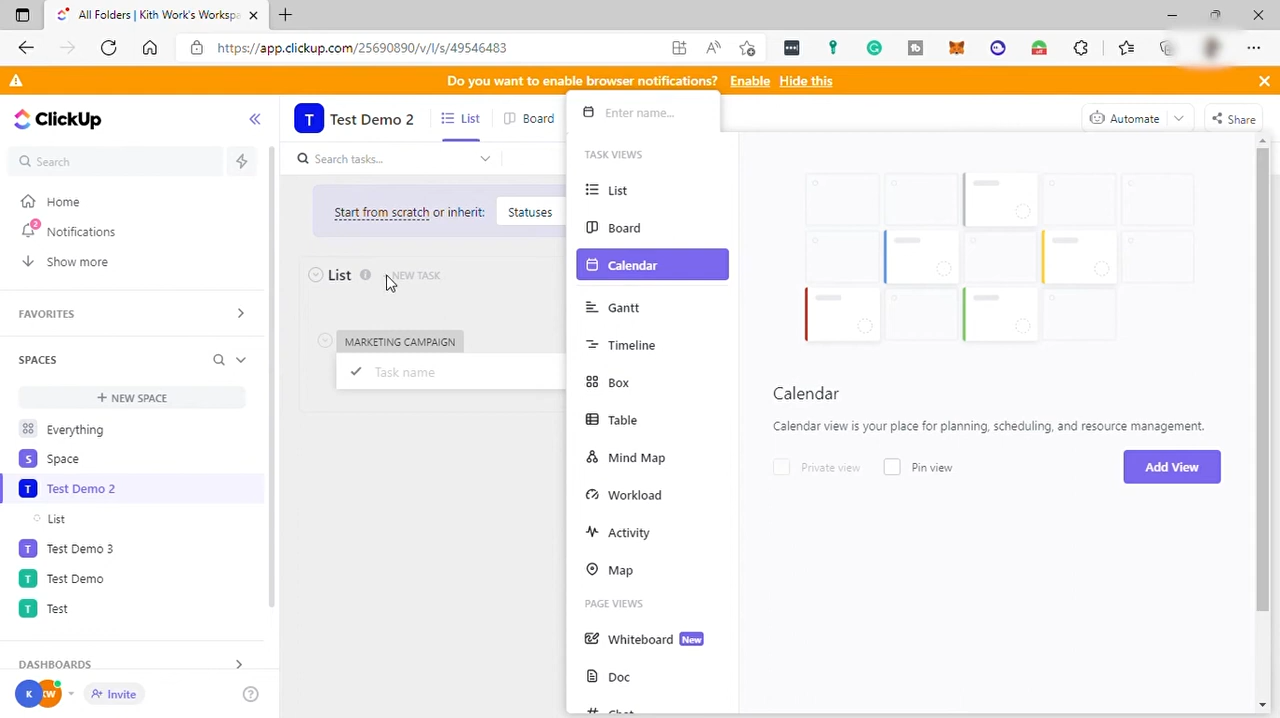 All Folders | Kith Work's Workspa
https://app.clickup.com/25690890/v/l/s/49546483
Do you want to enable browser notifications? Enable Hide this
ClickUp
Search
Home
2
Notifications
Show more
FAVORITES
SPACES
+ NEW SPACE
Everything
S Space
T Test Demo 2
List
T Test Demo 3
T Test Demo
T Test
DASHBOARDS
K KW
Invite
?
T Test Demo 2
List
Board
Search tasks...
Start from scratch or inherit: Statuses
List
NEW TASK
MARKETING CAMPAIGN
Task name
Enter name...
TASK VIEWS
List
Board
Calendar
Gantt
Timeline
Box
Table
Mind Map
Workload
Activity
Map
PAGE VIEWS
Whiteboard New
Doc
Automate
Share
Calendar
Calendar view is your place for planning, scheduling, and resource management.
Private view
Pin view
Add View